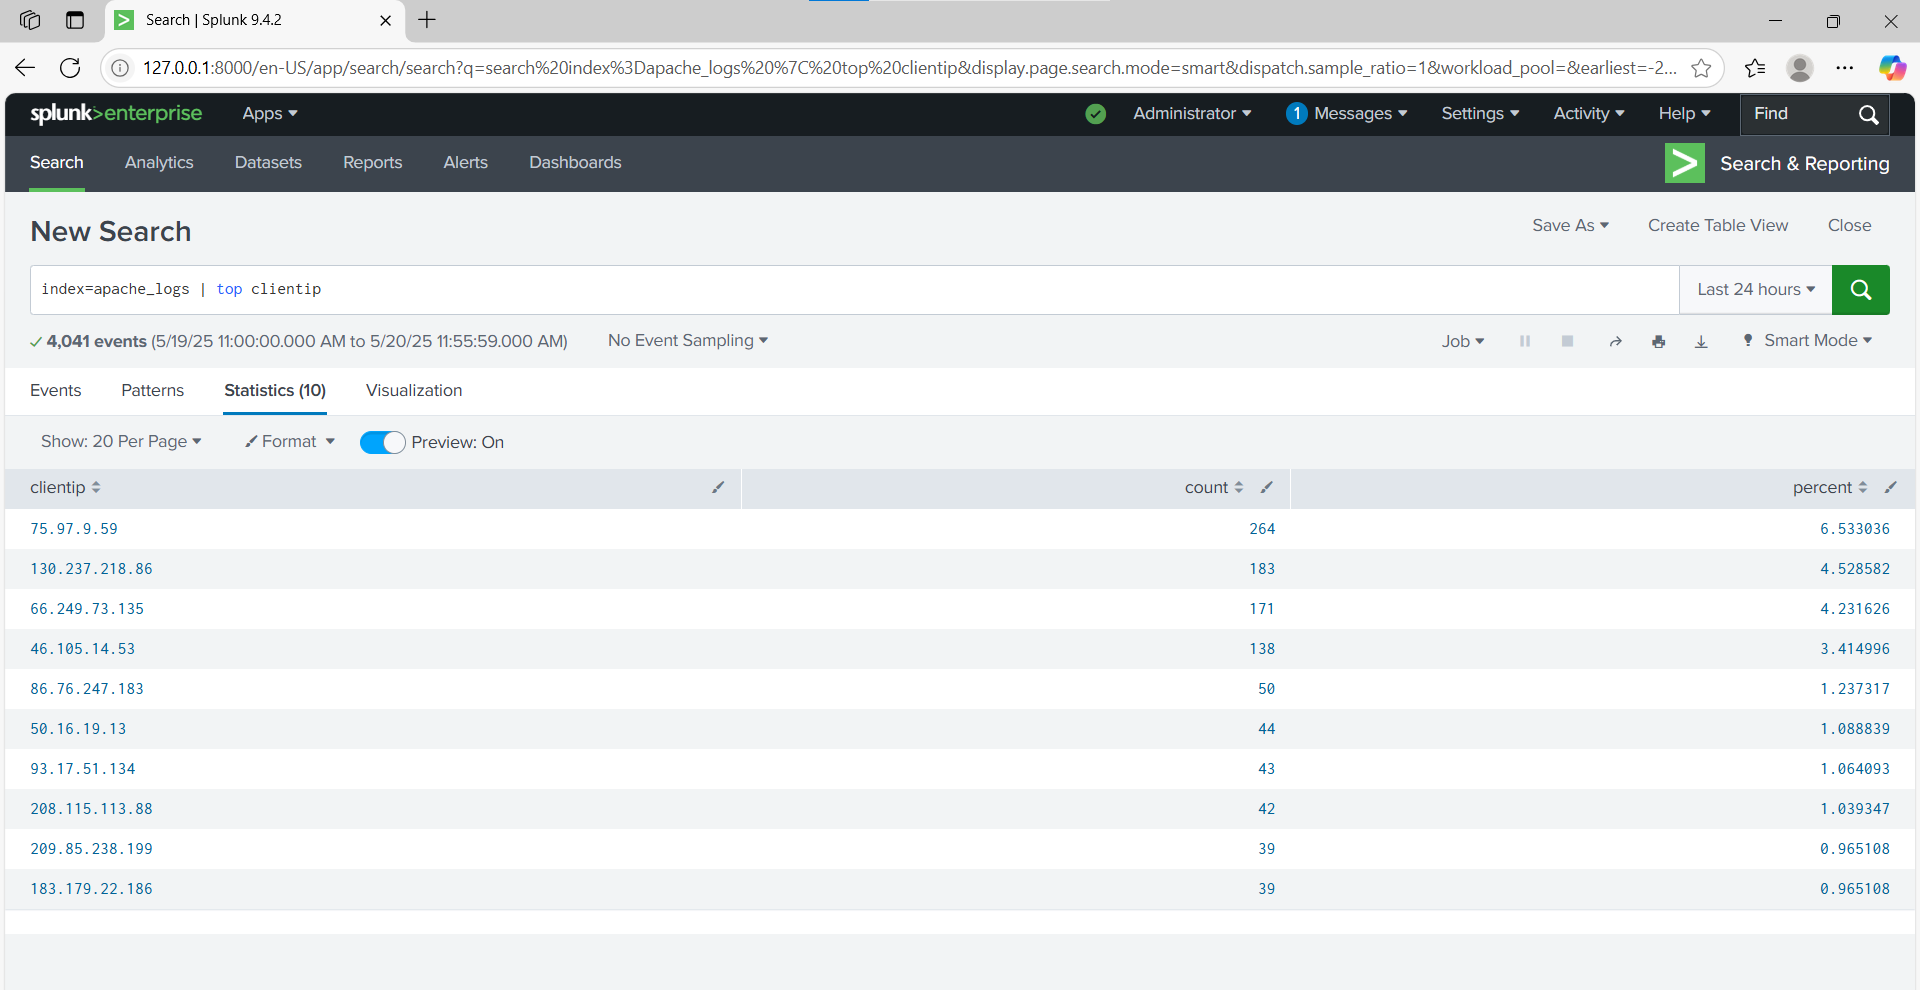 Search | Splunk 9.4.2
127.0.0.1:8000/en-US/app/search/search?q=search%20index%3Dapache_logs%20%7C%20top%20clientip&display.page.search.mode=smart&dispatch.sample_ratio=1&workload_pool=&earliest=-2...
splunk>enterprise Apps Administrator 1 Messages Settings Activity Help Find
Search Analytics Datasets Reports Alerts Dashboards > Search & Reporting
New Search Save As Create Table View Close
index=apache_logs | top clientip Last 24 hours
4,041 events (5/19/25 11:00:00.000 AM to 5/20/25 11:55:59.000 AM) No Event Sampling Job Smart Mode
Events Patterns Statistics (10) Visualization
Show: 20 Per Page Format Preview: On
clientip count percent
75.97.9.59 264 6.533036
130.237.218.86 183 4.528582
66.249.73.135 171 4.231626
46.105.14.53 138 3.414996
86.76.247.183 50 1.237317
50.16.19.13 44 1.088839
93.17.51.134 43 1.064093
208.115.113.88 42 1.039347
209.85.238.199 39 0.965108
183.179.22.186 39 0.965108